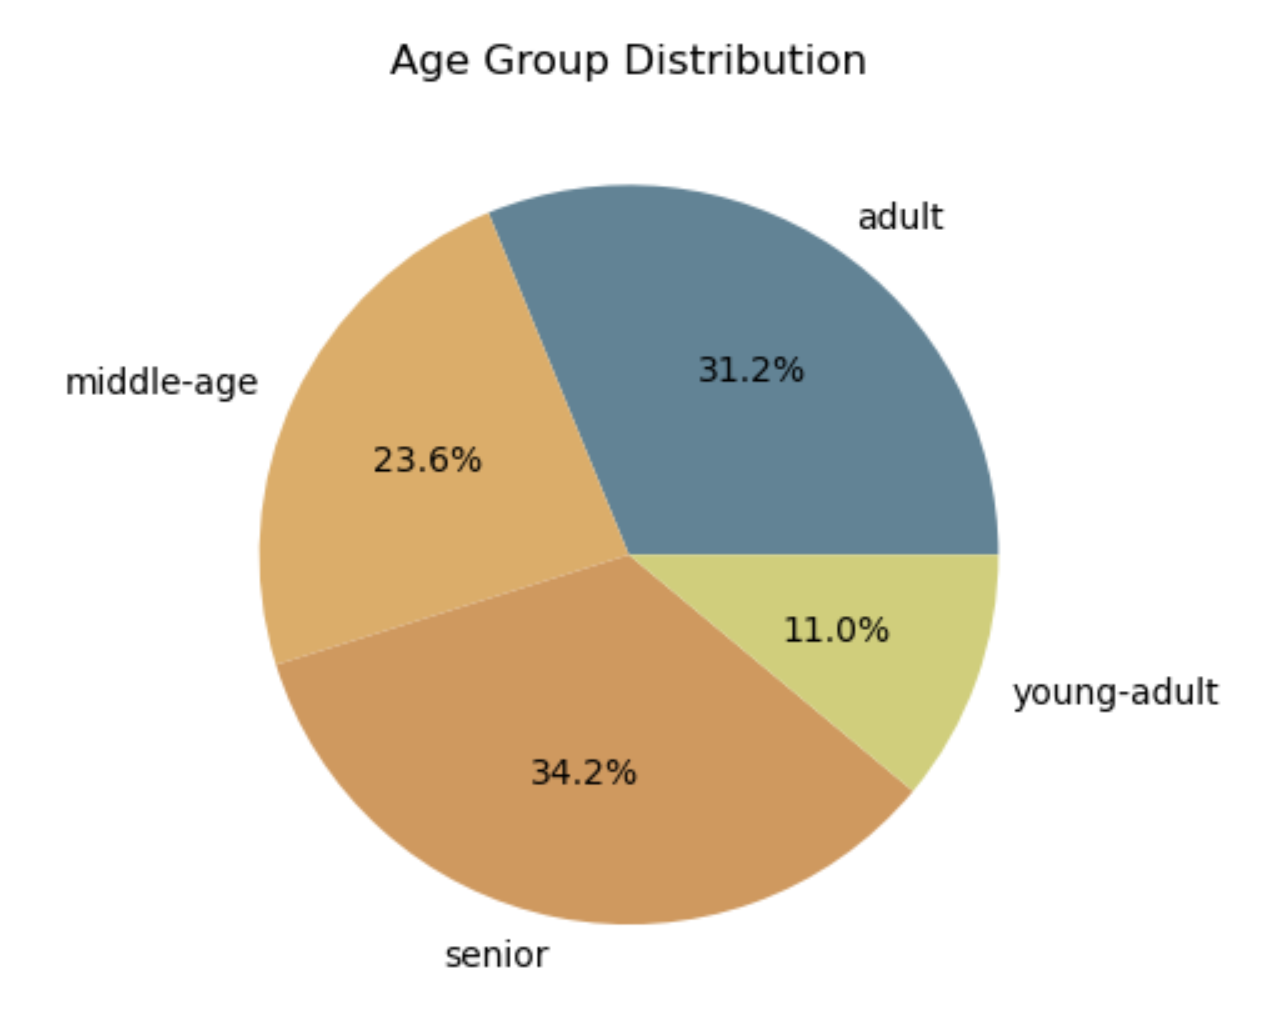 Age Group Distribution
adult
31.2%
middle-age
23.6%
11.0%
young-adult
34.2%
senior